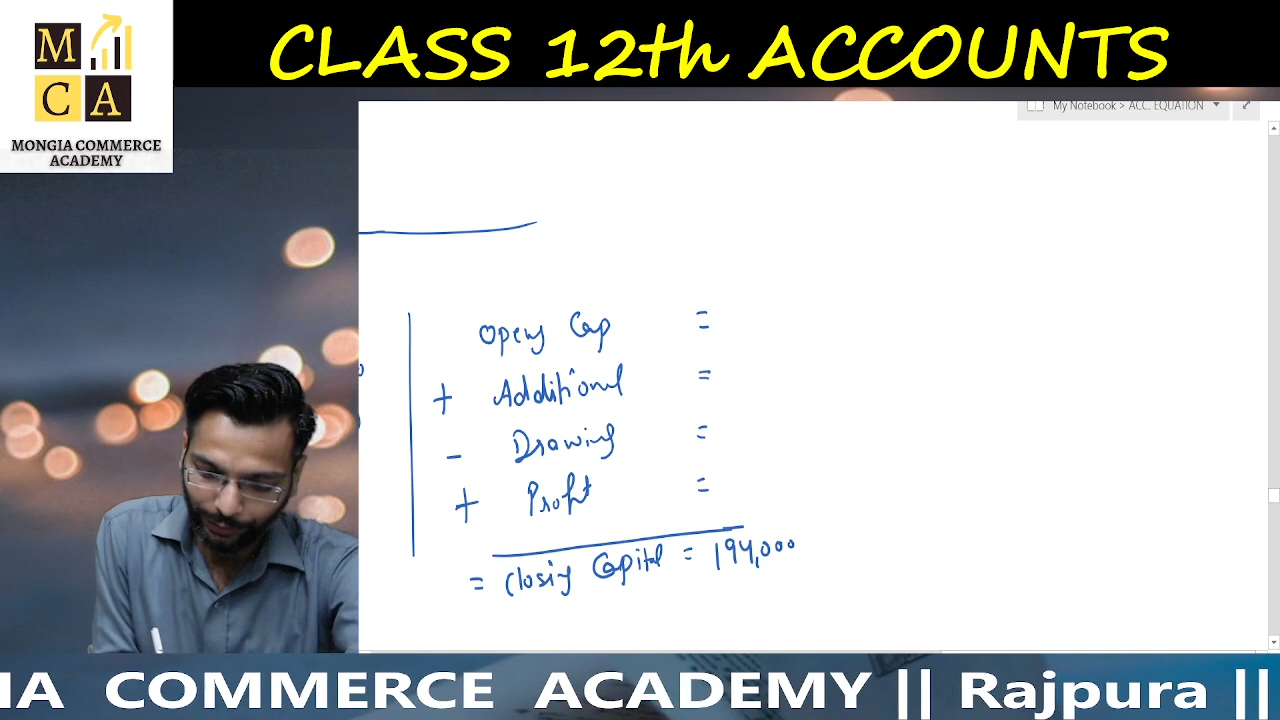 M
C A
MONGIA COMMERCE
ACADEMY
CLASS 12th ACCOUNTS
My Notebook > ACC. EQUATION
Opening Cap =
+ Additional =
- Drawing =
+ Profit =
= Closing Capital = 194,000
IA COMMERCE ACADEMY || Rajpura ||